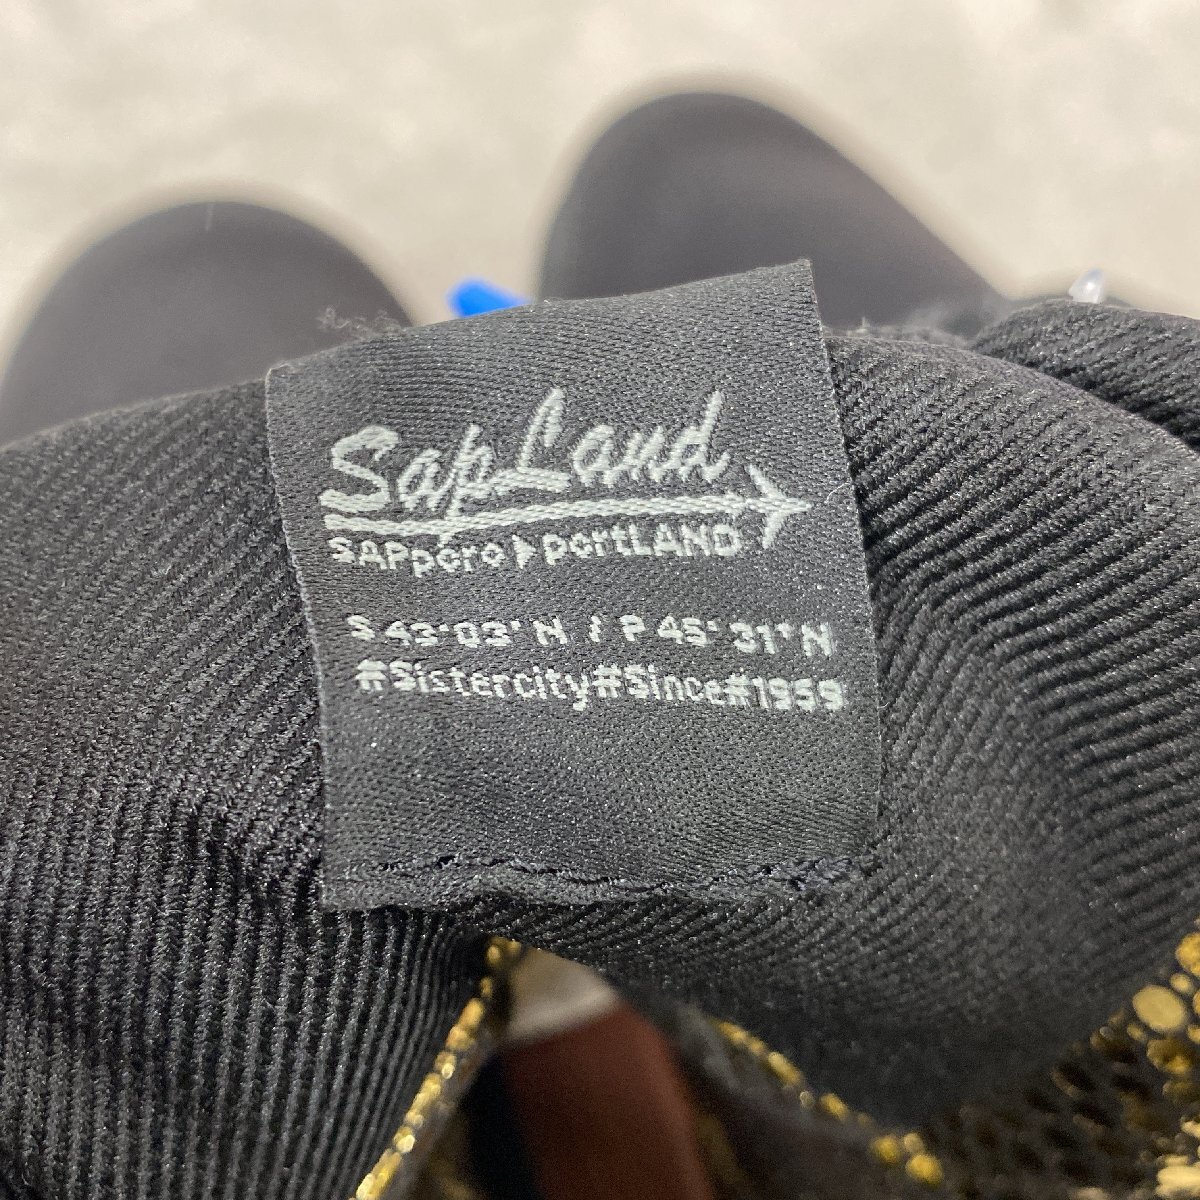 SapLand
SAPporo▶portLAND
S 43°03' N / P 45° 31' N
#Sistercity#Since#1959